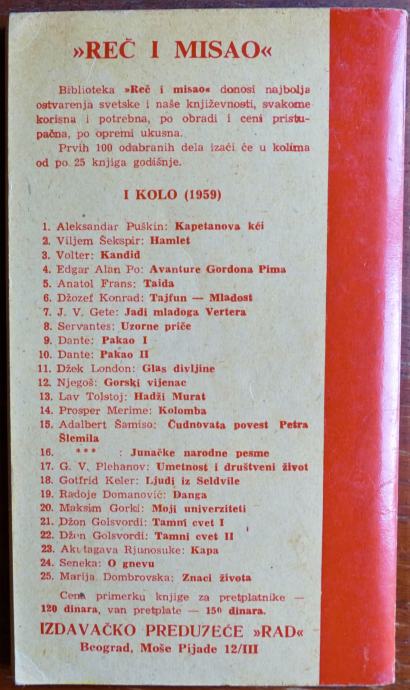 »REČ I MISAO«
Biblioteka »Reč i misao« donosi najbolja
ostvarenja svetske i naše književnosti, svakome
korisna i potrebna, po obradi i ceni pristu-
pačna, po opremi ukusna.
Prvih 100 odabranih dela izaći će u kolima
od po 25 knjiga godišnje.
I KOLO (1959)
1. Aleksandar Puškin: Kapetanova kći
2. Viljem Šekspir: Hamlet
3. Volter: Kandid
4. Edgar Alan Po: Avanture Gordona Pima
5. Anatol Frans: Taida
6. Džozef Konrad: Tajfun — Mladost
7. J. V. Gete: Jadi mladoga Vertera
8. Servantes: Uzorne priče
9. Dante: Pakao I
10. Dante: Pakao II
11. Džek London: Glas divljine
12. Njegoš: Gorski vijenac
13. Lav Tolstoj: Hadži Murat
14. Prosper Merime: Kolomba
15. Adalbert Šamiso: Čudnovata povest Petra
Šlemila
16. *** : Junačke narodne pesme
17. G. V. Plehanov: Umetnost i društveni život
18. Gotfrid Keler: Ljudi iz Seldvile
19. Radoje Domanović: Danga
20. Maksim Gorki: Moji univerziteti
21. Džon Golsvordi: Tamni cvet I
22. Džon Golsvordi: Tamni cvet II
23. Akutagava Rjunosuke: Kapa
24. Seneka: O gnevu
25. Marija Dombrovska: Znaci života
Cena primerku knjige za pretplatnike —
120 dinara, van pretplate — 150 dinara.
IZDAVAČKO PREDUZEĆE »RAD«
Beograd, Moše Pijade 12/III